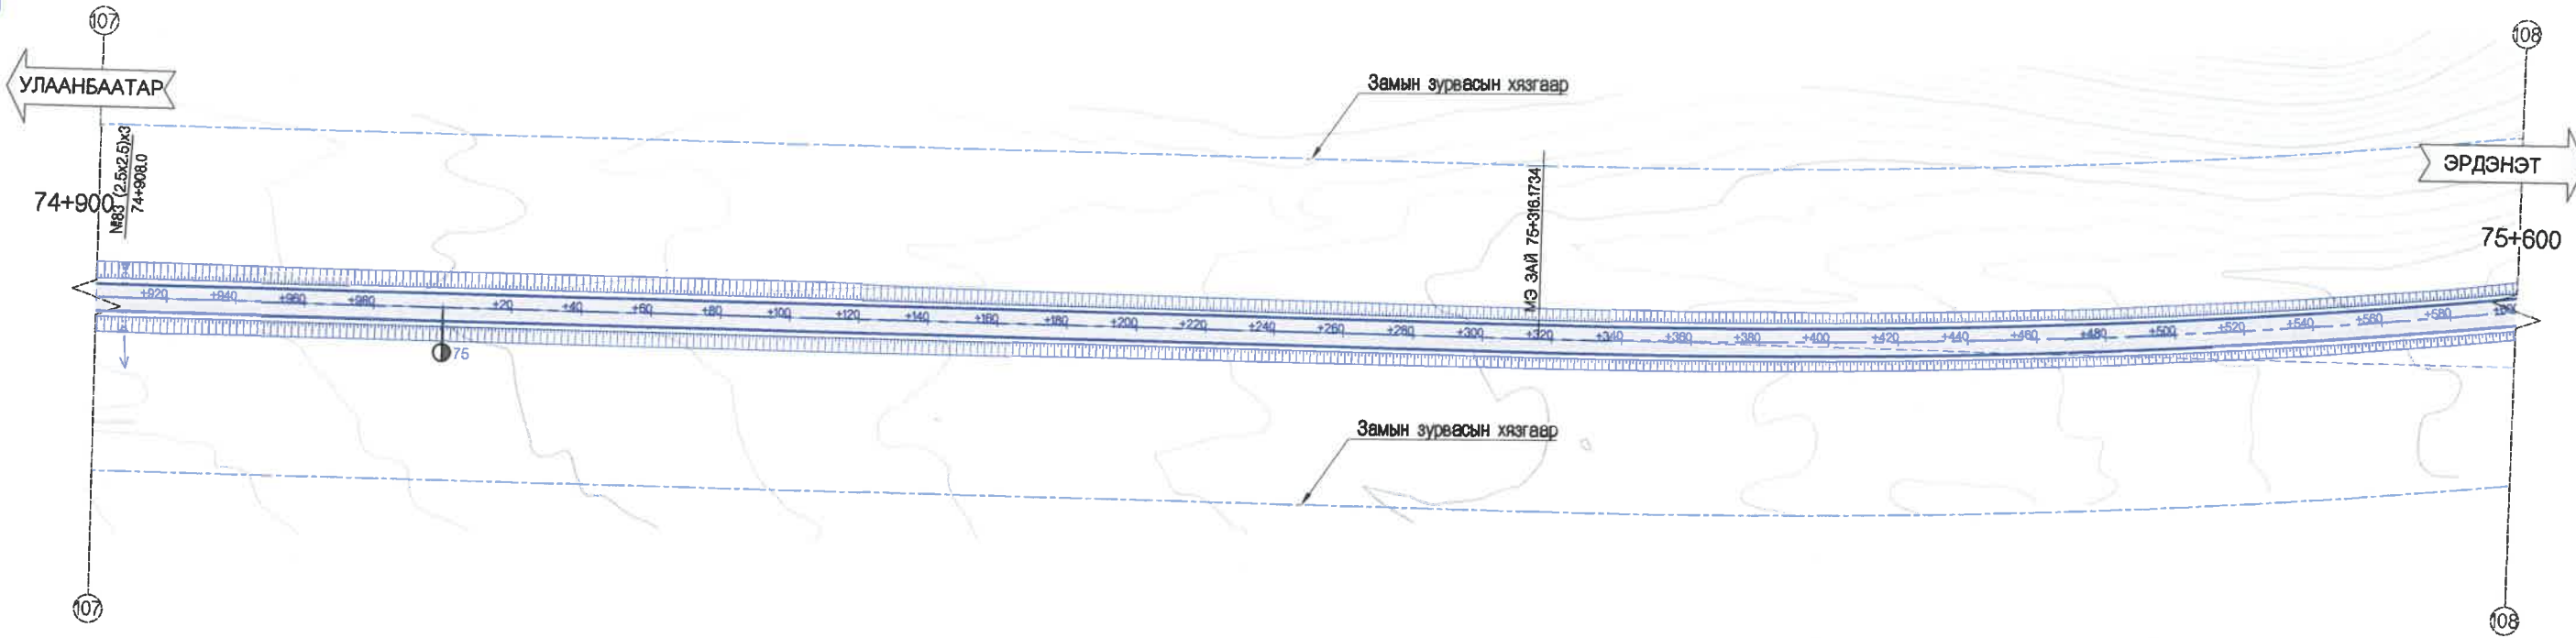 107
108
УЛААНБААТАР
Замын зурвасын хязгаар
ЭРДЭНЭТ
№83 (2.5x2.5)x3
74+908.0
74+900
МЭ ЗАЙ 75+316.1734
75+600
+920 +940 +960 +980 +20 +40 +60 +80 +100 +120 +140 +160 +180 +200 +220 +240 +260 +280 +300 +320 +340 +360 +380 +400 +420 +440 +460 +480 +500 +520 +540 +560 +580
75
Замын зурвасын хязгаар
107
108